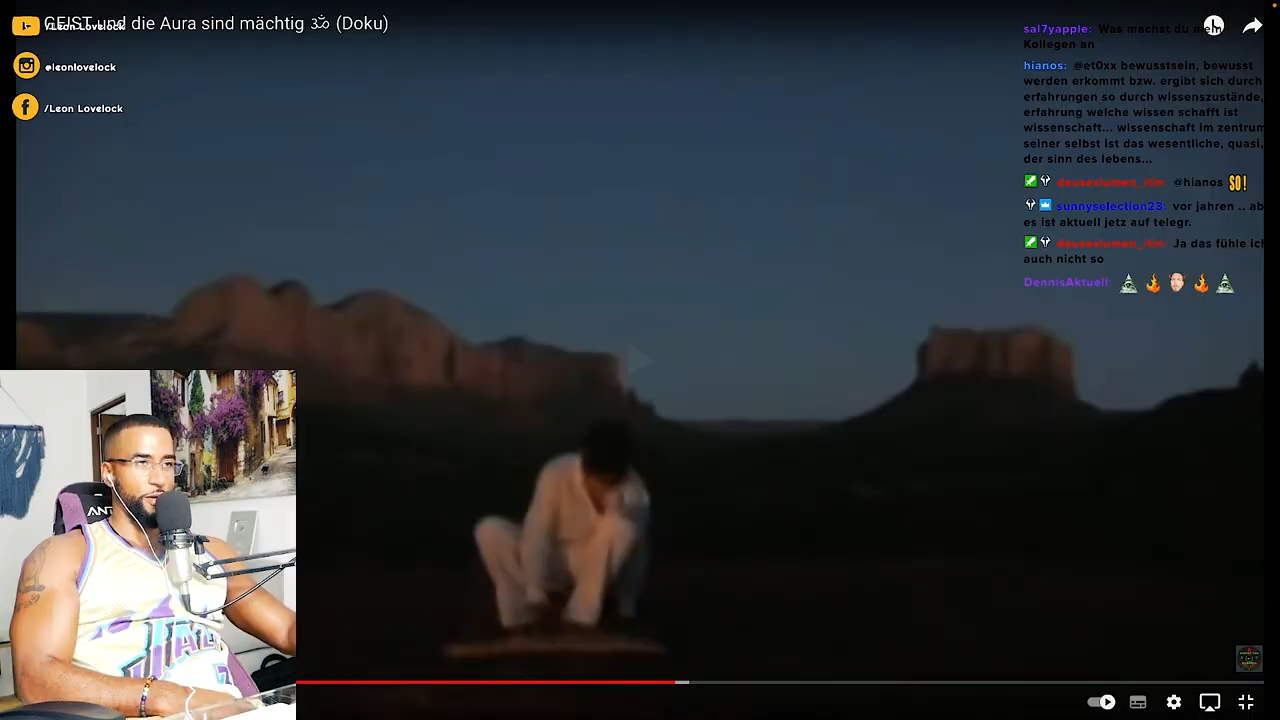 GEIST und die Aura sind mächtig ॐ (Doku)
/Leon Lovelock
@leonlovelock
/Leon Lovelock
sal7yapple: Was machst du mein
Kollegen an
hianos: @et0xx bewusstsein, bewusst
werden erkommt bzw. ergibt sich durch
erfahrungen so durch wissenszustände,
erfahrung welche wissen schafft ist
wissenschaft... wissenschaft im zentrum
seiner selbst ist das wesentliche, quasi,
der sinn des lebens...
@hianos SO!
sunnyselection23: vor jahren .. ab
es ist aktuell jetz auf telegr.
Ja das fühle ich
auch nicht so
DennisAktuell: